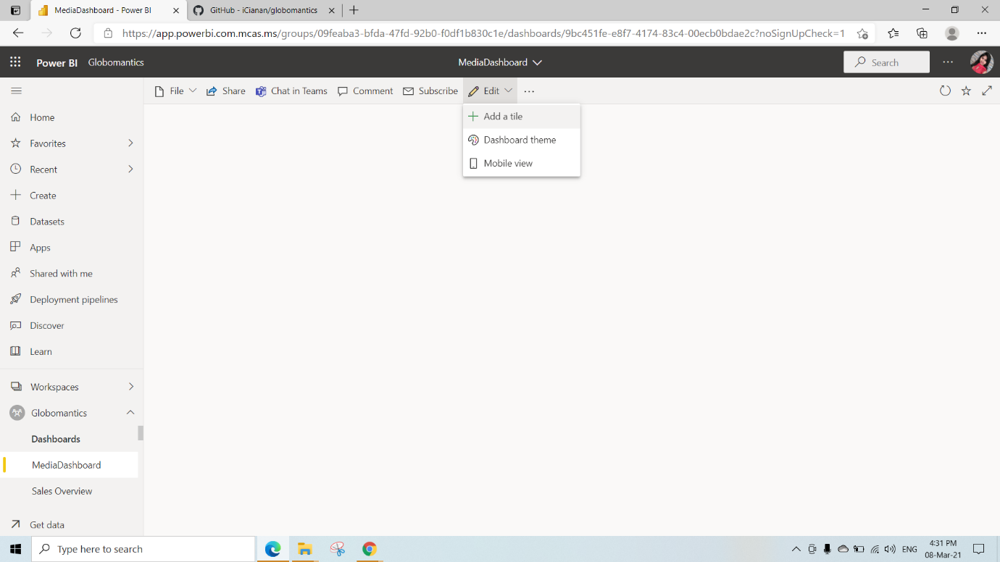 MediaDashboard - Power BI
GitHub - iCianan/globomantics
https://app.powerbi.com.mcas.ms/groups/09feaba3-bfda-47fd-92b0-f0df1b830c1e/dashboards/9bc451fe-e8f7-4174-83c4-00ecb0bdae2c?noSignUpCheck=1
Power BI Globomantics
MediaDashboard
Search
File
Share
Chat in Teams
Comment
Subscribe
Edit
Add a tile
Dashboard theme
Mobile view
Home
Favorites
Recent
Create
Datasets
Apps
Shared with me
Deployment pipelines
Discover
Learn
Workspaces
Globomantics
Dashboards
MediaDashboard
Sales Overview
Get data
Type here to search
ENG
4:31 PM
08-Mar-21